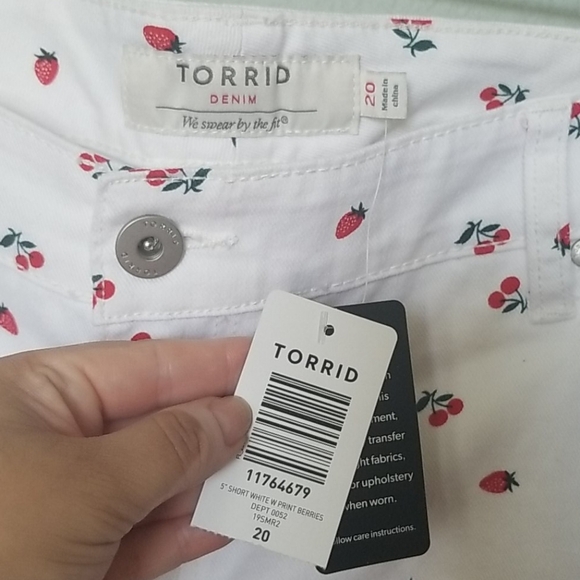 TORRID
DENIM
We swear by the fit®
20
Made in
china
TORRID
11764679
5" SHORT WHITE W PRINT BERRIES
DEPT 0052
19SMR2
20
transfer
fabrics.
or upholstery
when worn.
care instructions.